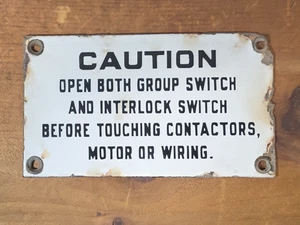 CAUTION
OPEN BOTH GROUP SWITCH
AND INTERLOCK SWITCH
BEFORE TOUCHING CONTACTORS,
MOTOR OR WIRING.